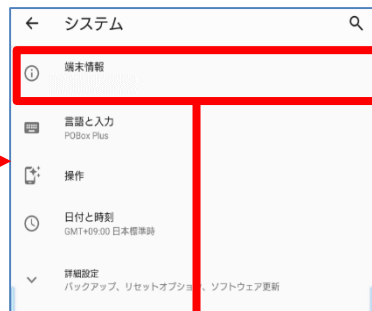 システム
端末情報
言語と入力
POBox Plus
操作
日付と時刻
GMT+09:00 日本標準時
詳細設定
バックアップ、リセットオプション、ソフトウェア更新